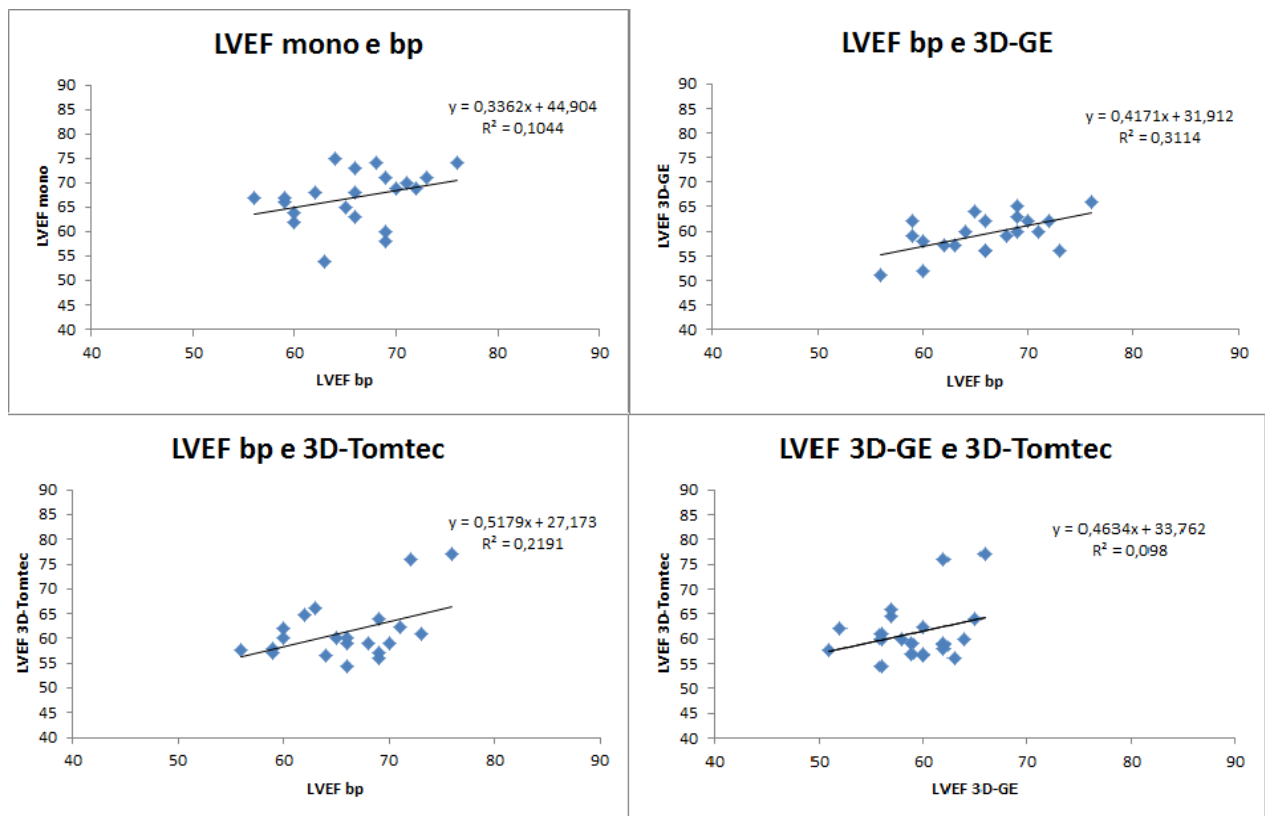 LVEF mono e bp
y = 0,3362x + 44,904
R² = 0,1044
LVEF mono
90
85
80
75
70
65
60
55
50
45
40
40 50 60 70 80 90
LVEF bp
LVEF bp e 3D-GE
y = 0,4171x + 31,912
R² = 0,3114
LVEF 3D-GE
90
85
80
75
70
65
60
55
50
45
40
40 50 60 70 80 90
LVEF bp
LVEF bp e 3D-Tomtec
y = 0,5179x + 27,173
R² = 0,2191
LVEF 3D-Tomtec
90
85
80
75
70
65
60
55
50
45
40
40 50 60 70 80 90
LVEF bp
LVEF 3D-GE e 3D-Tomtec
y = 0,4634x + 33,762
R² = 0,098
LVEF 3D-Tomtec
90
85
80
75
70
65
60
55
50
45
40
40 50 60 70 80 90
LVEF 3D-GE